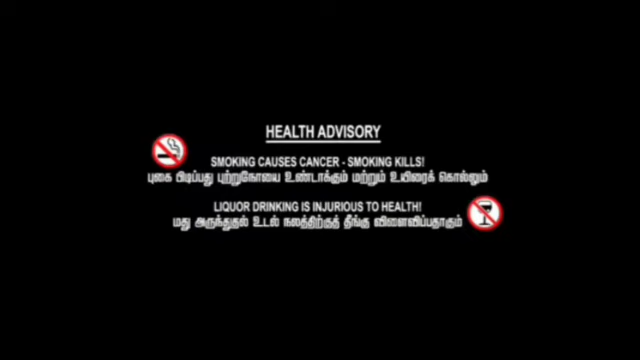 HEALTH ADVISORY
SMOKING CAUSES CANCER - SMOKING KILLS!
புகை பிடிப்பது புற்றுநோயை உண்டாக்கும் மற்றும் உயிரைக் கொல்லும்
LIQUOR DRINKING IS INJURIOUS TO HEALTH!
மது அருந்துதல் உடல் நலத்திற்குத் தீங்கு விளைவிப்பதாகும்